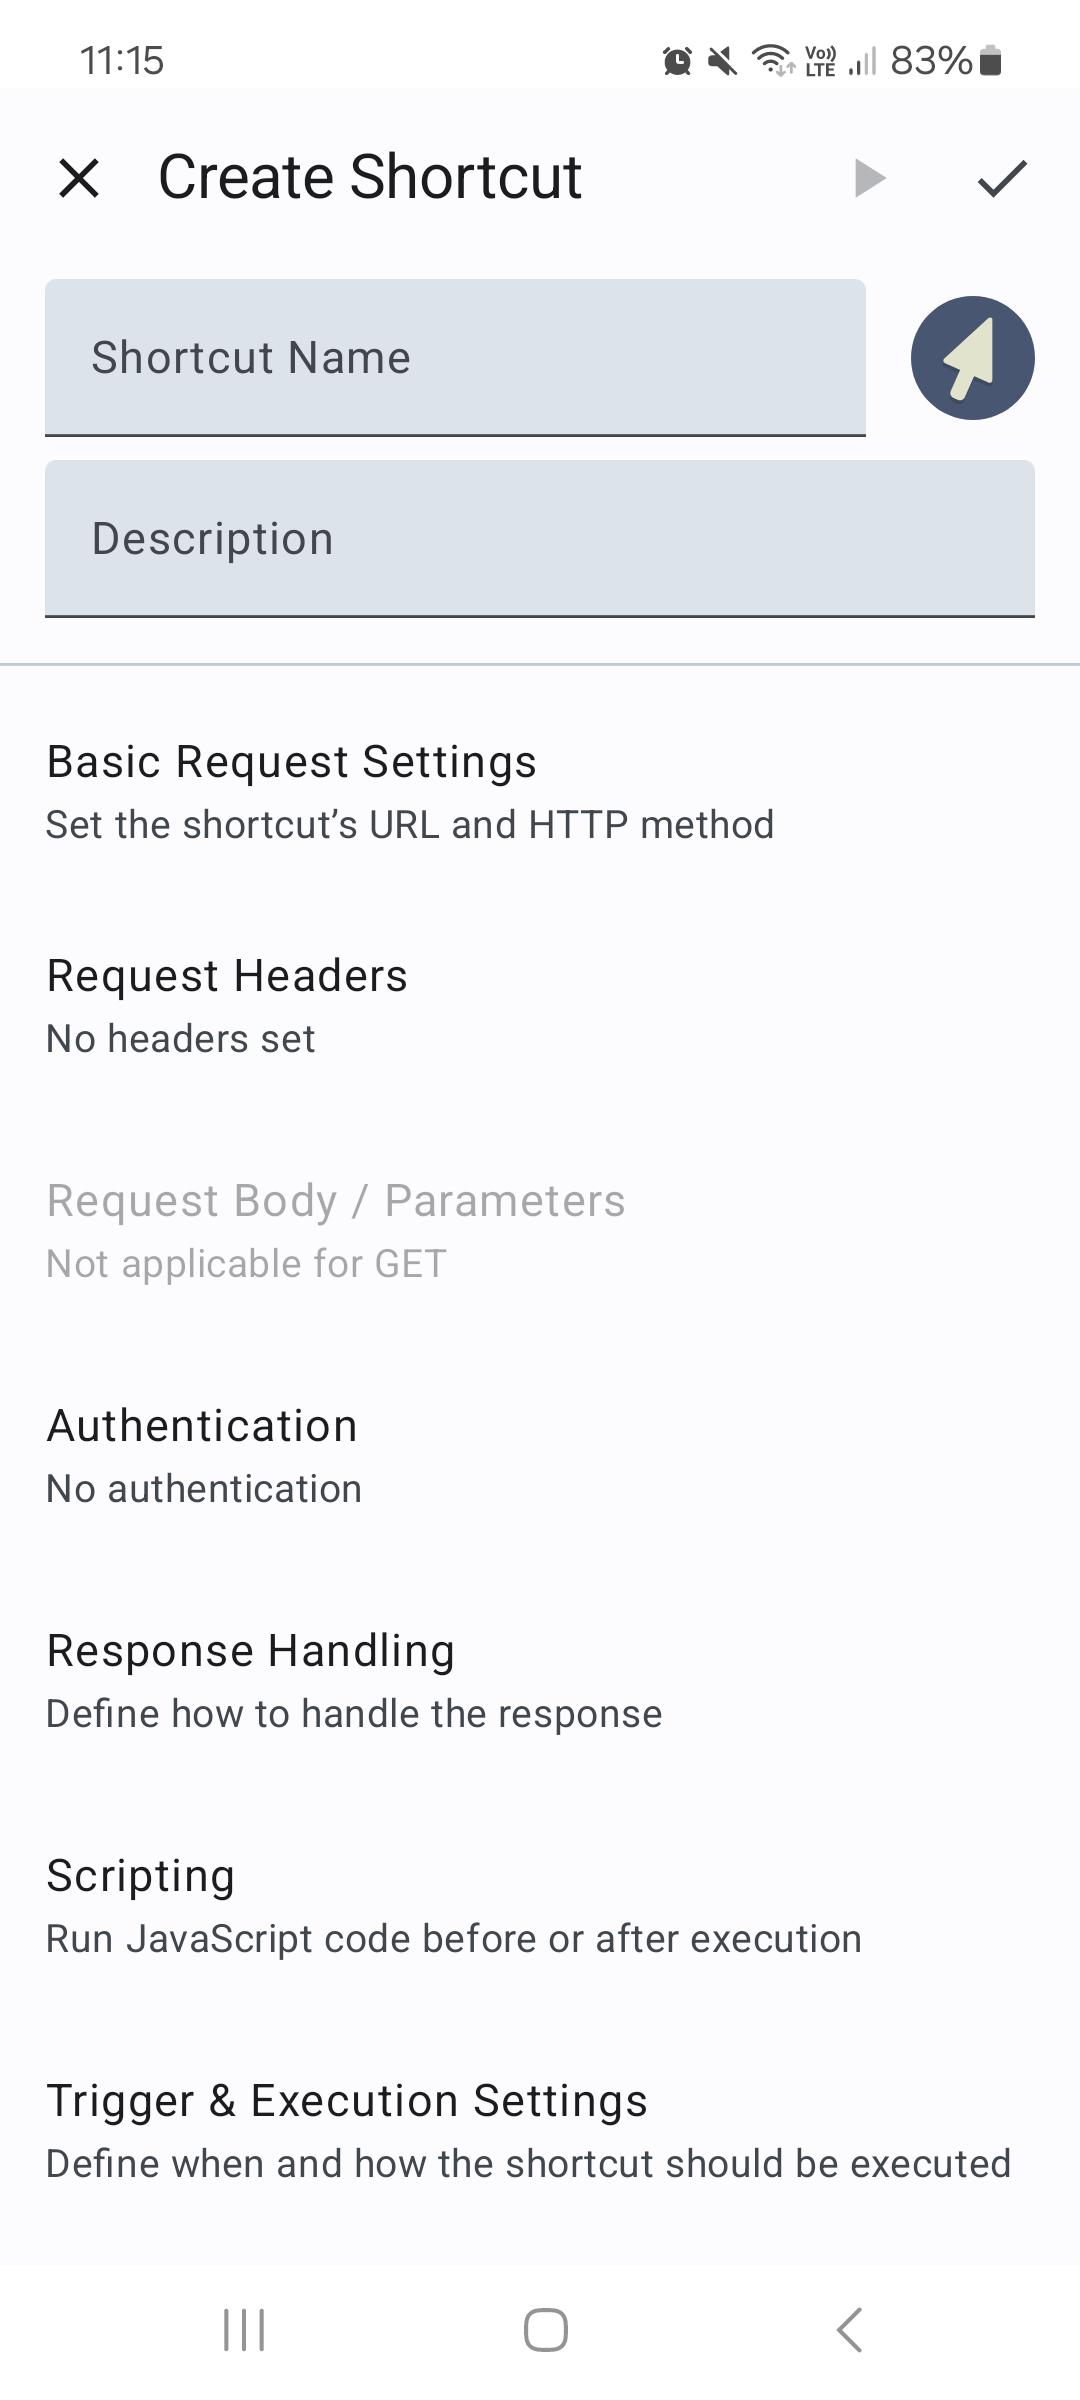 11:15
Vo)) LTE 83%
Create Shortcut
Shortcut Name
Description
Basic Request Settings
Set the shortcut’s URL and HTTP method
Request Headers
No headers set
Request Body / Parameters
Not applicable for GET
Authentication
No authentication
Response Handling
Define how to handle the response
Scripting
Run JavaScript code before or after execution
Trigger & Execution Settings
Define when and how the shortcut should be executed